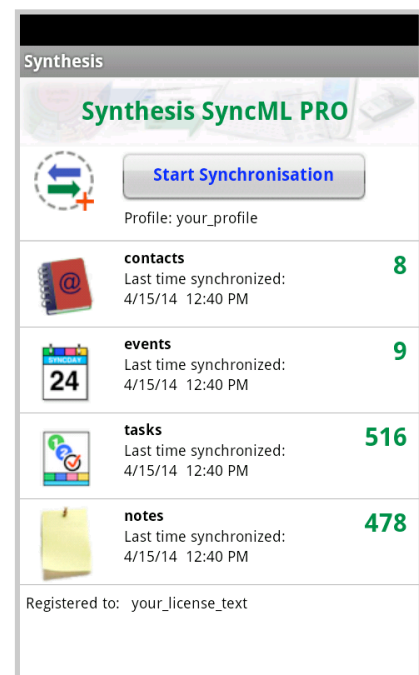 Synthesis
Synthesis SyncML PRO
Start Synchronisation
Profile: your_profile
contacts
8
Last time synchronized:
4/15/14 12:40 PM
@
events
9
Last time synchronized:
4/15/14 12:40 PM
SYNCDAY
24
tasks
516
Last time synchronized:
4/15/14 12:40 PM
1
2
notes
478
Last time synchronized:
4/15/14 12:40 PM
Registered to: your_license_text